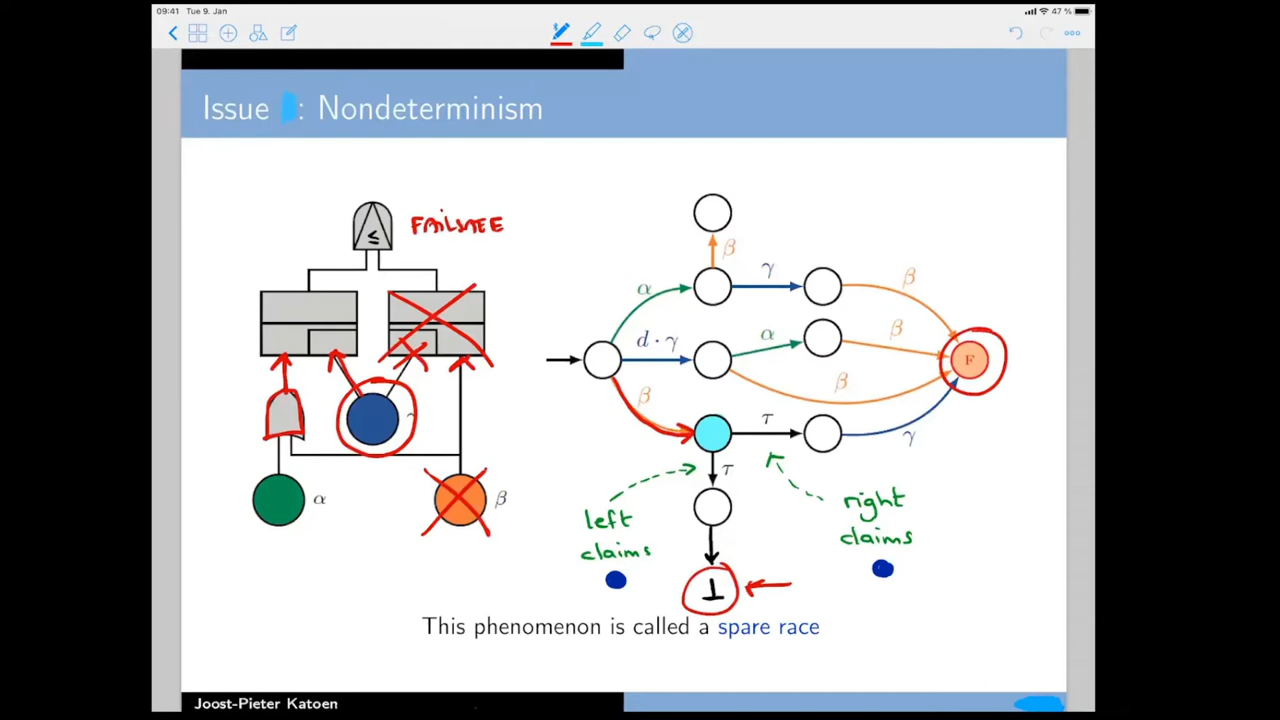 09:41 Tue 9. Jan
47 %
Issue : Nondeterminism
≤
FAILSAFE
α
γ
β
β
α
γ
β
d · γ
α
β
β
β
τ
γ
τ
left
claims
right
claims
⊥
F
This phenomenon is called a spare race
Joost-Pieter Katoen